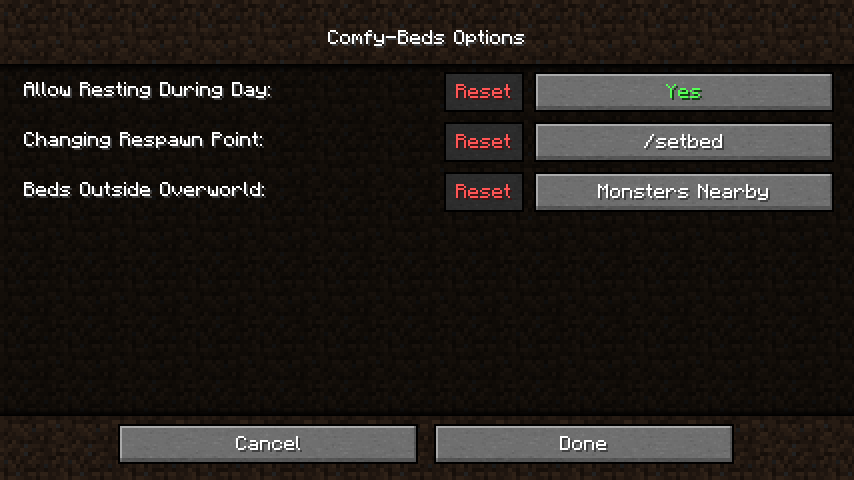 Comfy-Beds Options
Allow Resting During Day: Reset Yes
Changing Respawn Point: Reset /setbed
Beds Outside Overworld: Reset Monsters Nearby
Cancel Done